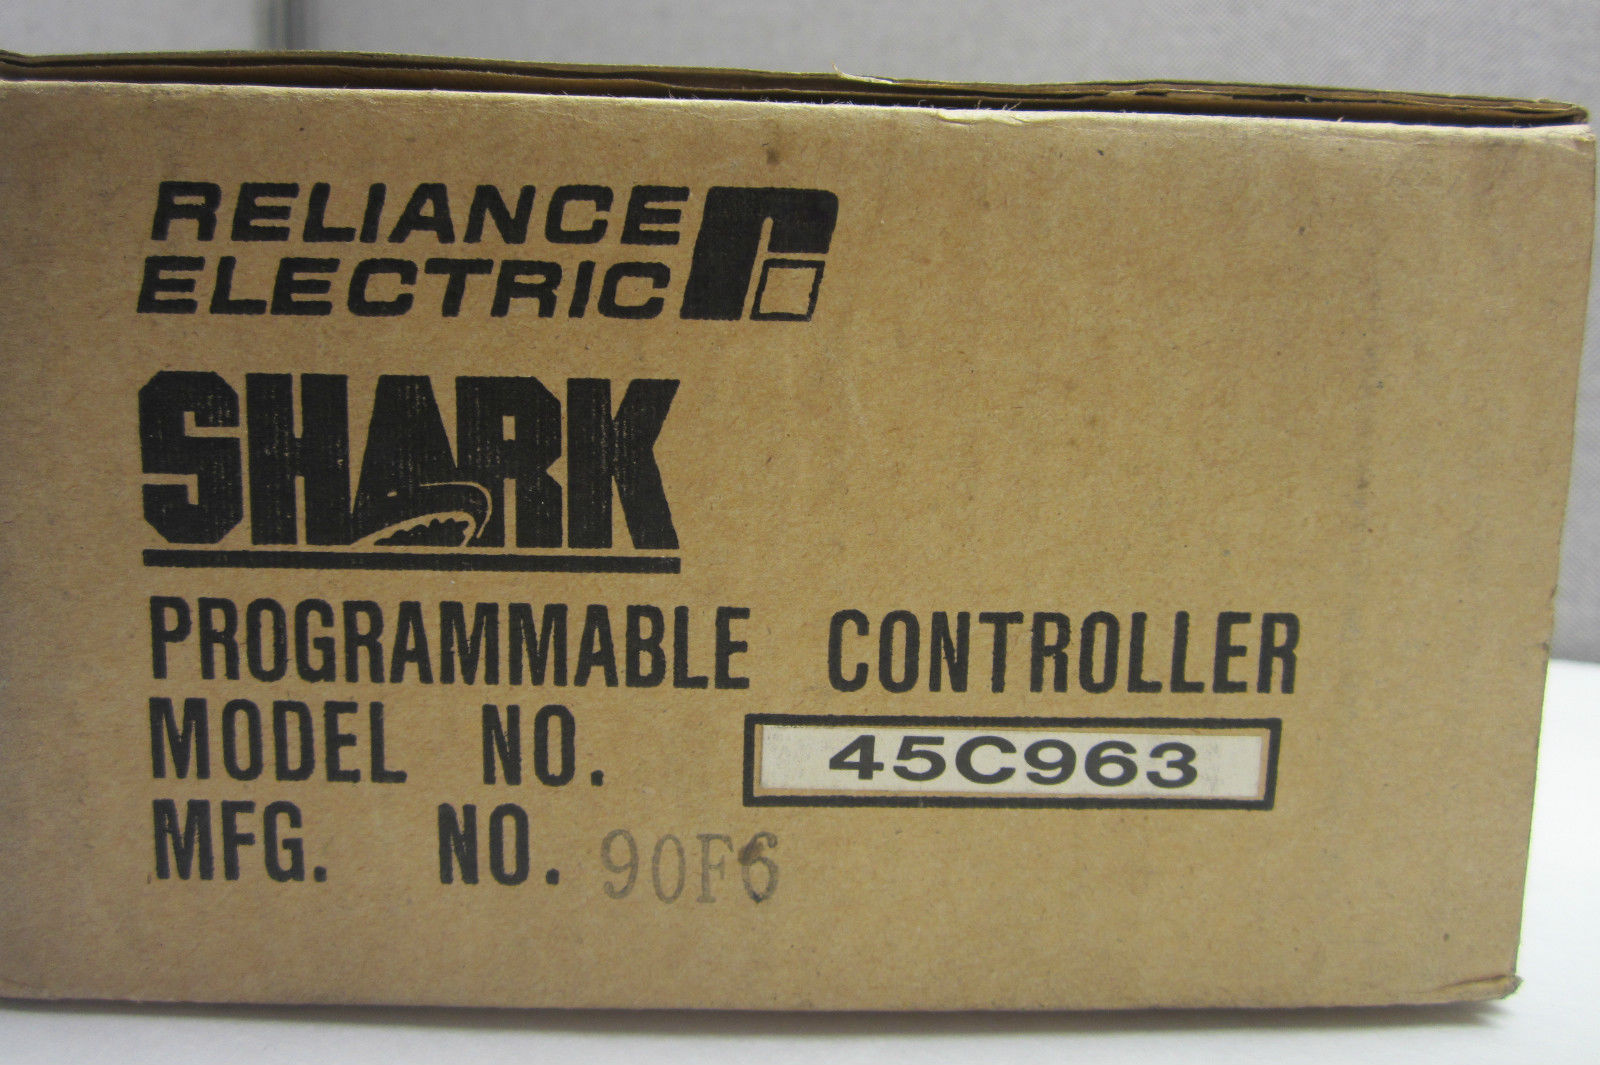 RELIANCE
ELECTRIC
SHARK
PROGRAMMABLE CONTROLLER
MODEL NO. 45C963
MFG. NO. 90F6